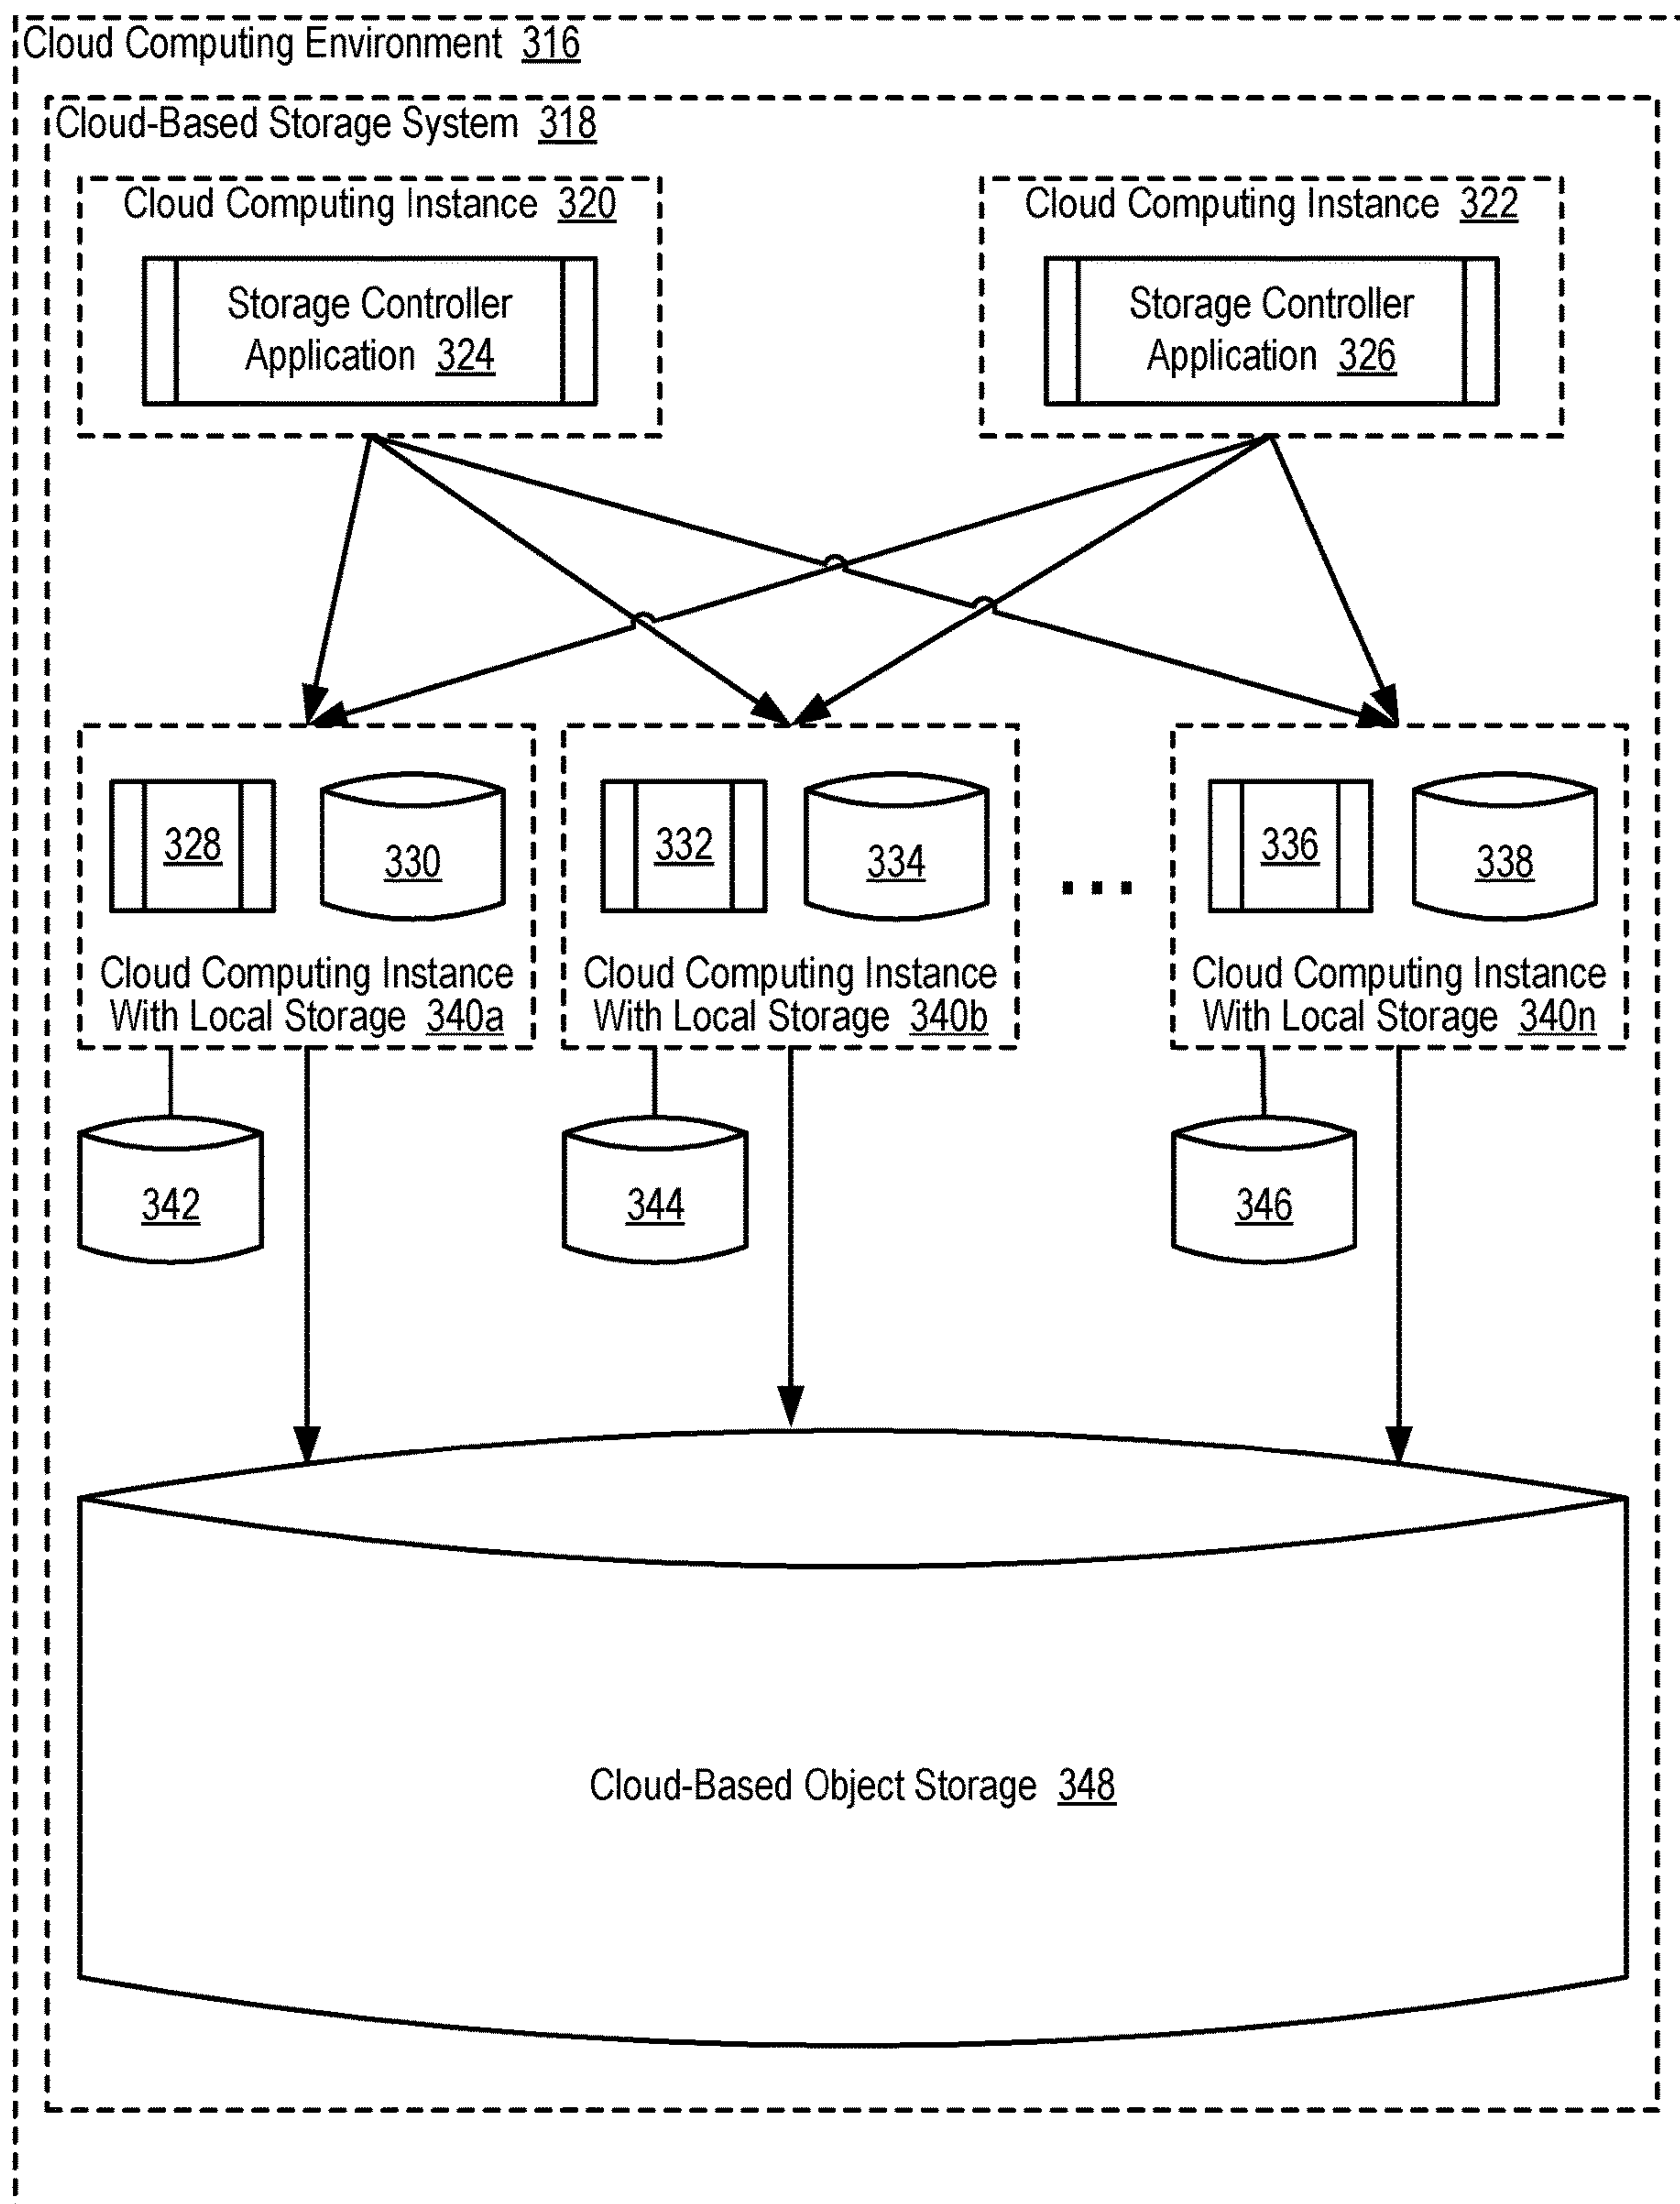 Cloud Computing Environment 316
Cloud-Based Storage System 318
Cloud Computing Instance 320
Storage Controller
Application 324
Cloud Computing Instance 322
Storage Controller
Application 326
328
330
Cloud Computing Instance
With Local Storage 340a
332
334
Cloud Computing Instance
With Local Storage 340b
...
336
338
Cloud Computing Instance
With Local Storage 340n
342
344
346
Cloud-Based Object Storage 348